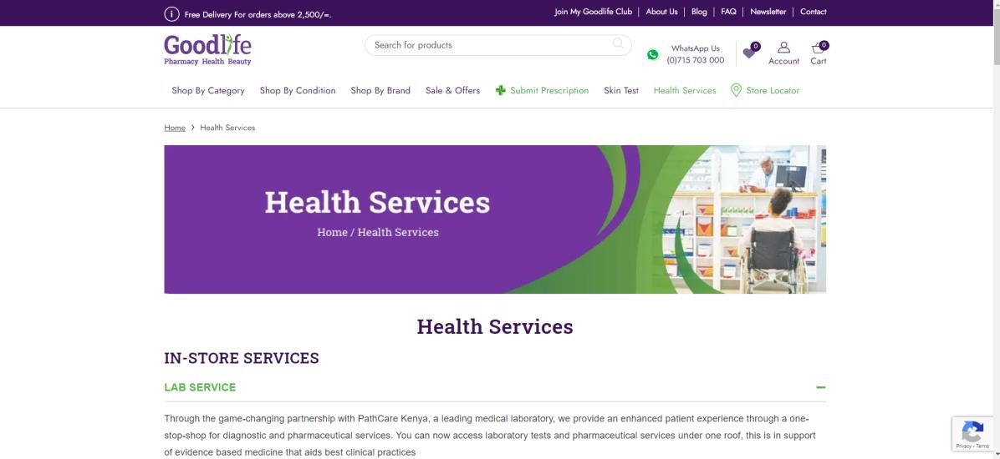 Free Delivery For orders above 2,500/=.
Join My Goodlife Club | About Us | Blog | FAQ | Newsletter | Contact
Goodlife
Pharmacy Health Beauty
Search for products
WhatsApp Us
(0)715 703 000
0
Account
0
Cart
Shop By Category Shop By Condition Shop By Brand Sale & Offers Submit Prescription Skin Test Health Services Store Locator
Home > Health Services
Health Services
Home / Health Services
Health Services
IN-STORE SERVICES
LAB SERVICE
Through the game-changing partnership with PathCare Kenya, a leading medical laboratory, we provide an enhanced patient experience through a one-
stop-shop for diagnostic and pharmaceutical services. You can now access laboratory tests and pharmaceutical services under one roof, this is in support
of evidence based medicine that aids best clinical practices
Privacy - Terms